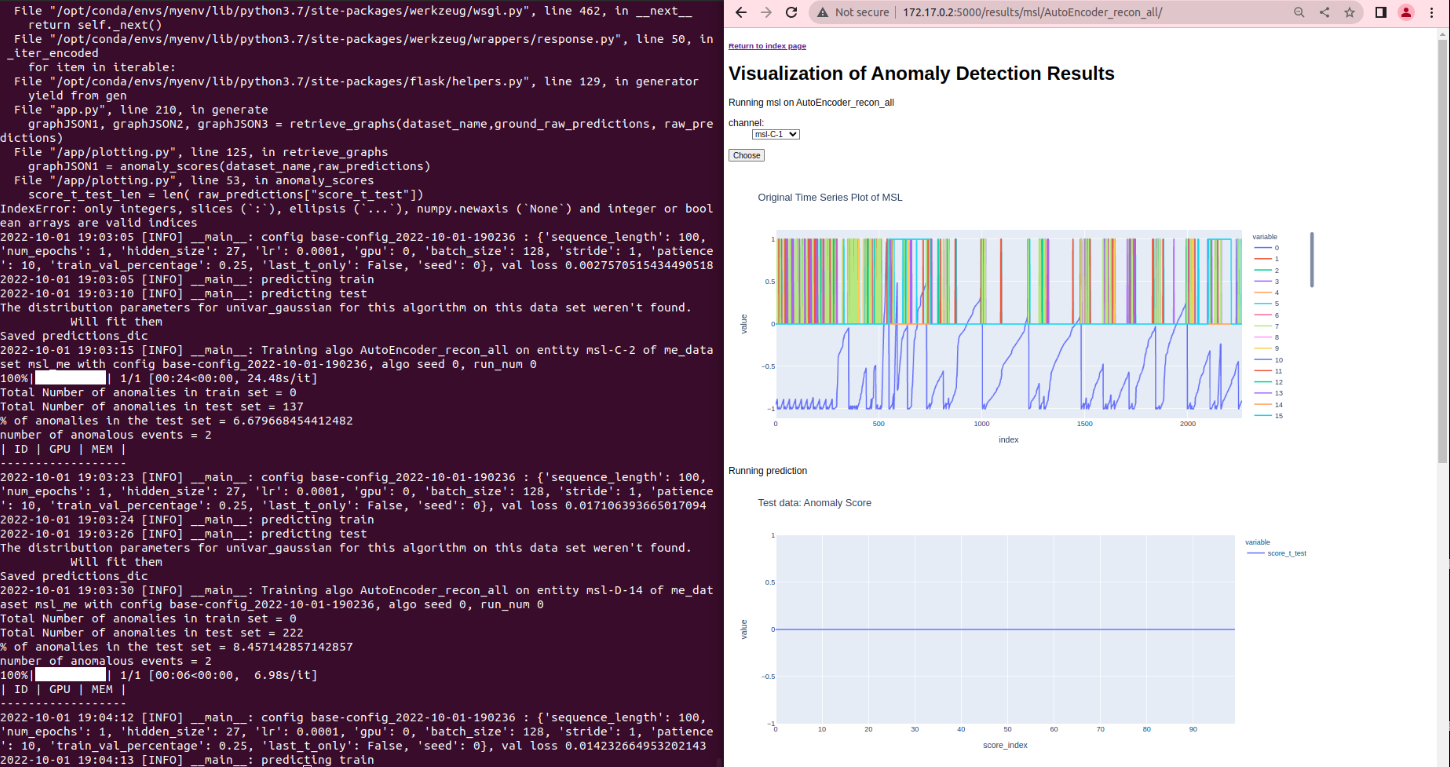 File "/opt/conda/envs/myenv/lib/python3.7/site-packages/werkzeug/wsgi.py", line 462, in __next__
return self._next()
File "/opt/conda/envs/myenv/lib/python3.7/site-packages/werkzeug/wrappers/response.py", line 50, in
_iter_encoded
for item in iterable:
File "/opt/conda/envs/myenv/lib/python3.7/site-packages/flask/helpers.py", line 129, in generator
yield from gen
File "app.py", line 210, in generate
graphJSON1, graphJSON2, graphJSON3 = retrieve_graphs(dataset_name,ground_raw_predictions, raw_pre
dictions)
File "/app/plotting.py", line 125, in retrieve_graphs
graphJSON1 = anomaly_scores(dataset_name,raw_predictions)
File "/app/plotting.py", line 53, in anomaly_scores
score_t_test_len = len( raw_predictions["score_t_test"])
IndexError: only integers, slices (`:`), ellipsis (`...`), numpy.newaxis (`None`) and integer or bool
ean arrays are valid indices
2022-10-01 19:03:05 [INFO] __main__: config base-config_2022-10-01-190236 : {'sequence_length': 100,
'num_epochs': 1, 'hidden_size': 27, 'lr': 0.0001, 'gpu': 0, 'batch_size': 128, 'stride': 1, 'patience
': 10, 'train_val_percentage': 0.25, 'last_t_only': False, 'seed': 0}, val loss 0.0027570515434490518
2022-10-01 19:03:05 [INFO] __main__: predicting train
2022-10-01 19:03:10 [INFO] __main__: predicting test
The distribution parameters for univar_gaussian for this algorithm on this data set weren't found.
Will fit them
Saved predictions_dic
2022-10-01 19:03:15 [INFO] __main__: Training algo AutoEncoder_recon_all on entity msl-C-2 of me_data
set msl_me with config base-config_2022-10-01-190236, algo seed 0, run_num 0
100%| | 1/1 [00:24<00:00, 24.48s/it]
Total Number of anomalies in train set = 0
Total Number of anomalies in test set = 137
% of anomalies in the test set = 6.679668454412482
number of anomalous events = 2
| ID | GPU | MEM |
------------------
2022-10-01 19:03:23 [INFO] __main__: config base-config_2022-10-01-190236 : {'sequence_length': 100,
'num_epochs': 1, 'hidden_size': 27, 'lr': 0.0001, 'gpu': 0, 'batch_size': 128, 'stride': 1, 'patience
': 10, 'train_val_percentage': 0.25, 'last_t_only': False, 'seed': 0}, val loss 0.017106393665017094
2022-10-01 19:03:24 [INFO] __main__: predicting train
2022-10-01 19:03:26 [INFO] __main__: predicting test
The distribution parameters for univar_gaussian for this algorithm on this data set weren't found.
Will fit them
Saved predictions_dic
2022-10-01 19:03:30 [INFO] __main__: Training algo AutoEncoder_recon_all on entity msl-D-14 of me_dat
aset msl_me with config base-config_2022-10-01-190236, algo seed 0, run_num 0
Total Number of anomalies in train set = 0
Total Number of anomalies in test set = 222
% of anomalies in the test set = 8.457142857142857
number of anomalous events = 2
100%| | 1/1 [00:06<00:00, 6.98s/it]
| ID | GPU | MEM |
------------------
2022-10-01 19:04:12 [INFO] __main__: config base-config_2022-10-01-190236 : {'sequence_length': 100,
'num_epochs': 1, 'hidden_size': 27, 'lr': 0.0001, 'gpu': 0, 'batch_size': 128, 'stride': 1, 'patience
': 10, 'train_val_percentage': 0.25, 'last_t_only': False, 'seed': 0}, val loss 0.014232664953202143
2022-10-01 19:04:13 [INFO] __main__: predicting train
Not secure | 172.17.0.2:5000/results/msl/AutoEncoder_recon_all/
Return to index page
Visualization of Anomaly Detection Results
Running msl on AutoEncoder_recon_all
channel:
msl-C-1
Choose
Original Time Series Plot of MSL
1
0.5
0
−0.5
−1
value
0 500 1000 1500 2000
index
variable
0
1
2
3
4
5
6
7
8
9
10
11
12
13
14
15
Running prediction
Test data: Anomaly Score
1
0.5
0
−0.5
−1
value
0 10 20 30 40 50 60 70 80 90
score_index
variable
score_t_test